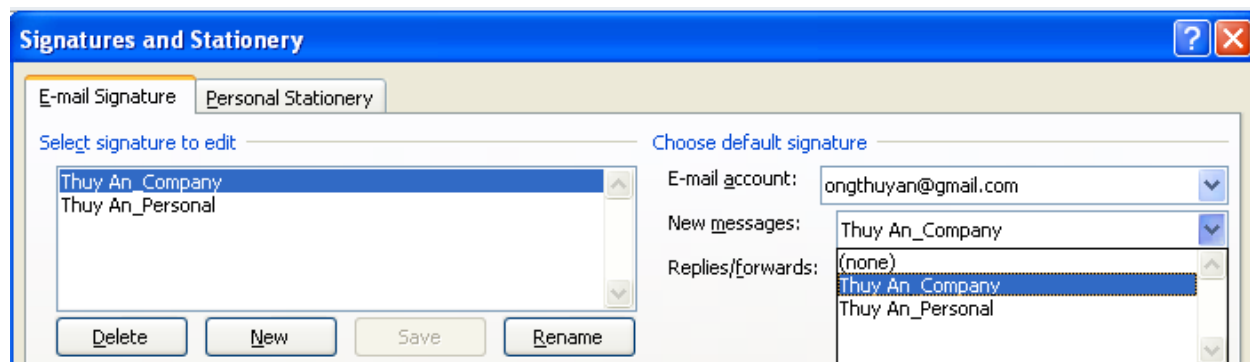 Signatures and Stationery
E-mail Signature
Personal Stationery
Select signature to edit
Thuy An_Company
Thuy An_Personal
Delete
New
Save
Rename
Choose default signature
E-mail account:
ongthuyan@gmail.com
New messages:
Thuy An_Company
Replies/forwards:
(none)
Thuy An_Company
Thuy An_Personal